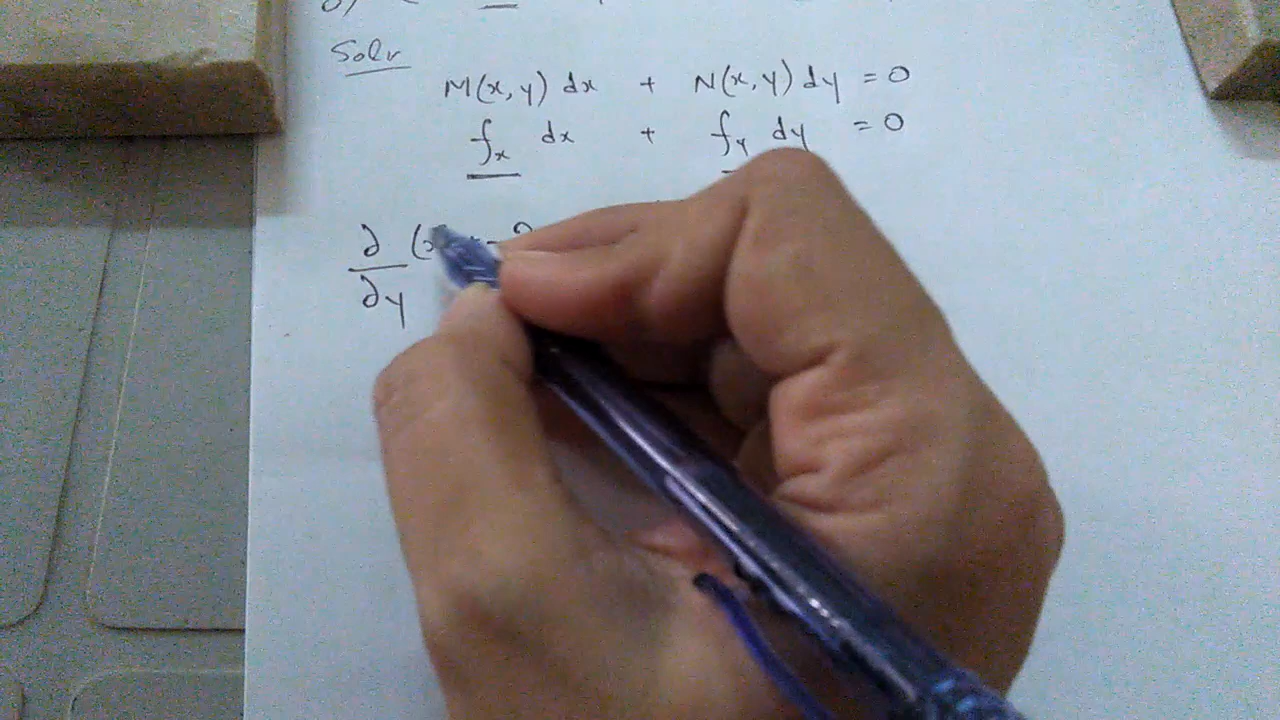 Soln
M(x,y) dx + N(x,y) dy = 0
fx dx + fy dy = 0
∂/∂y (x